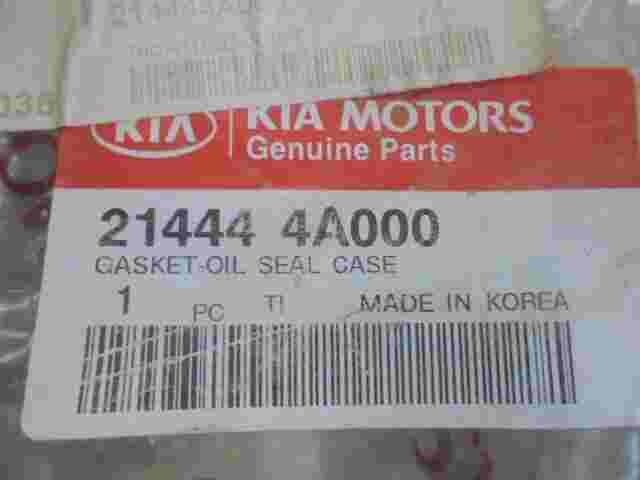 KIA
KIA MOTORS
Genuine Parts
21444 4A000
GASKET-OIL SEAL CASE
1 PC TI MADE IN KOREA